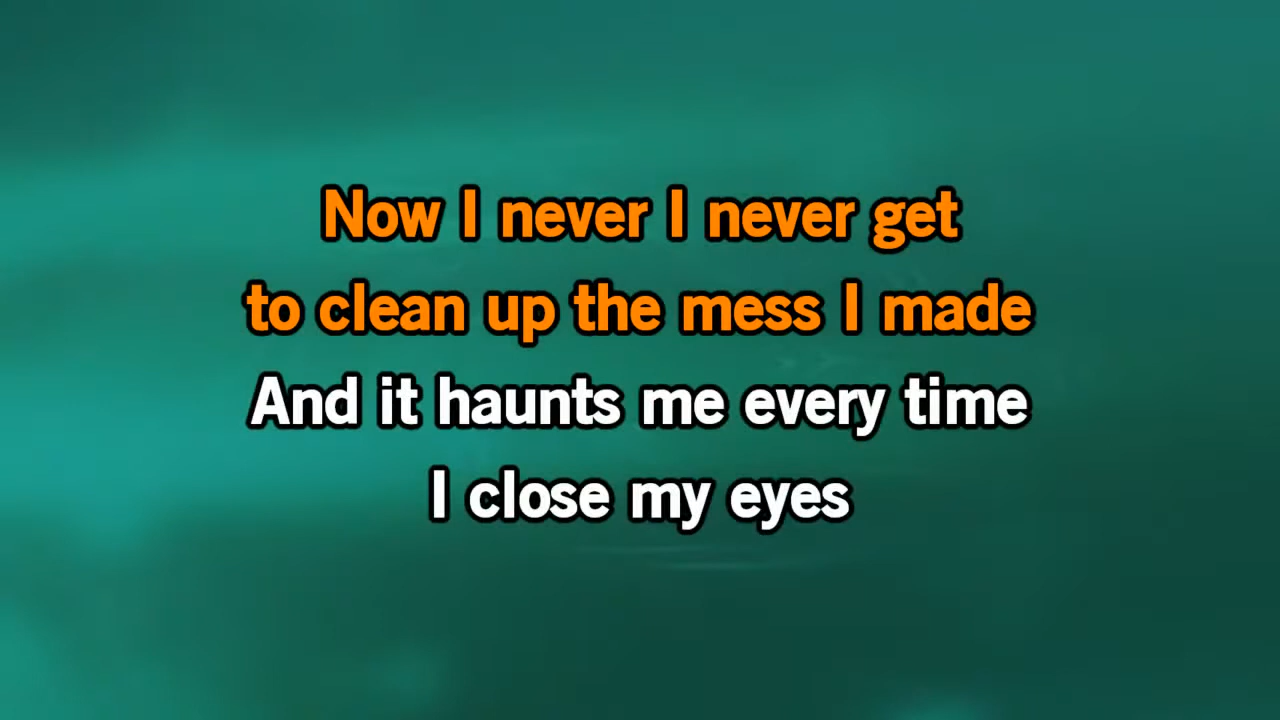 Now I never I never get
to clean up the mess I made
And it haunts me every time
I close my eyes